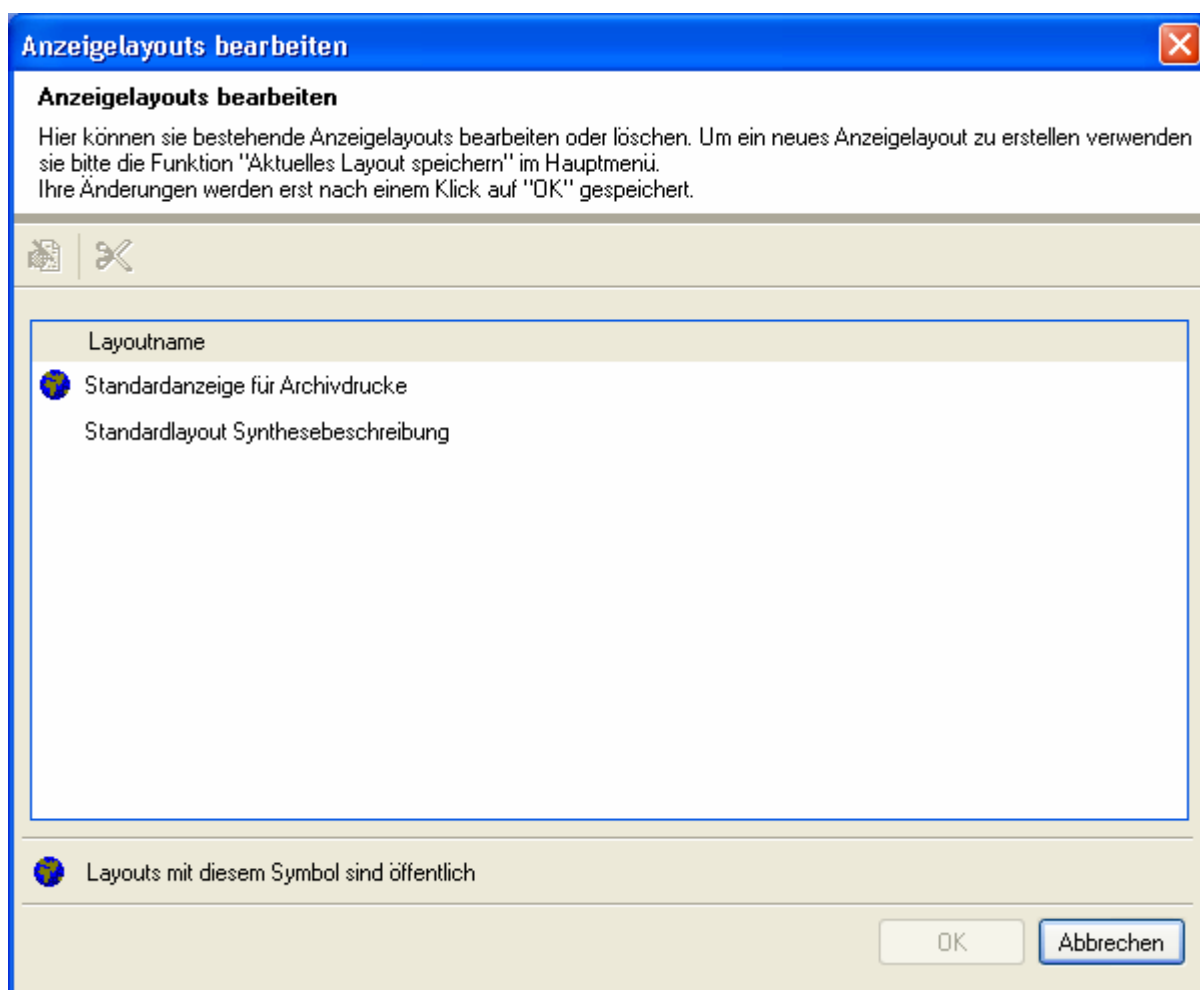 Anzeigelayouts bearbeiten
Anzeigelayouts bearbeiten
Hier können sie bestehende Anzeigelayouts bearbeiten oder löschen. Um ein neues Anzeigelayout zu erstellen verwenden
sie bitte die Funktion "Aktuelles Layout speichern" im Hauptmenü.
Ihre Änderungen werden erst nach einem Klick auf "OK" gespeichert.
Layoutname
Standardanzeige für Archivdrucke
Standardlayout Synthesebeschreibung
Layouts mit diesem Symbol sind öffentlich
OK Abbrechen